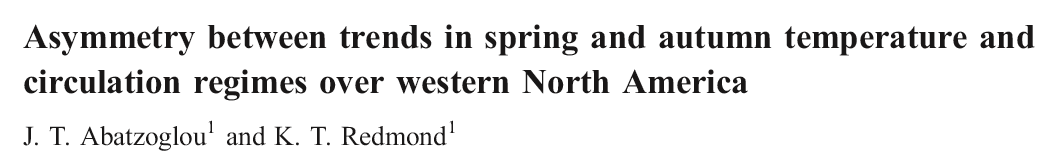 Asymmetry between trends in spring and autumn temperature and
circulation regimes over western North America
J. T. Abatzoglou¹ and K. T. Redmond¹